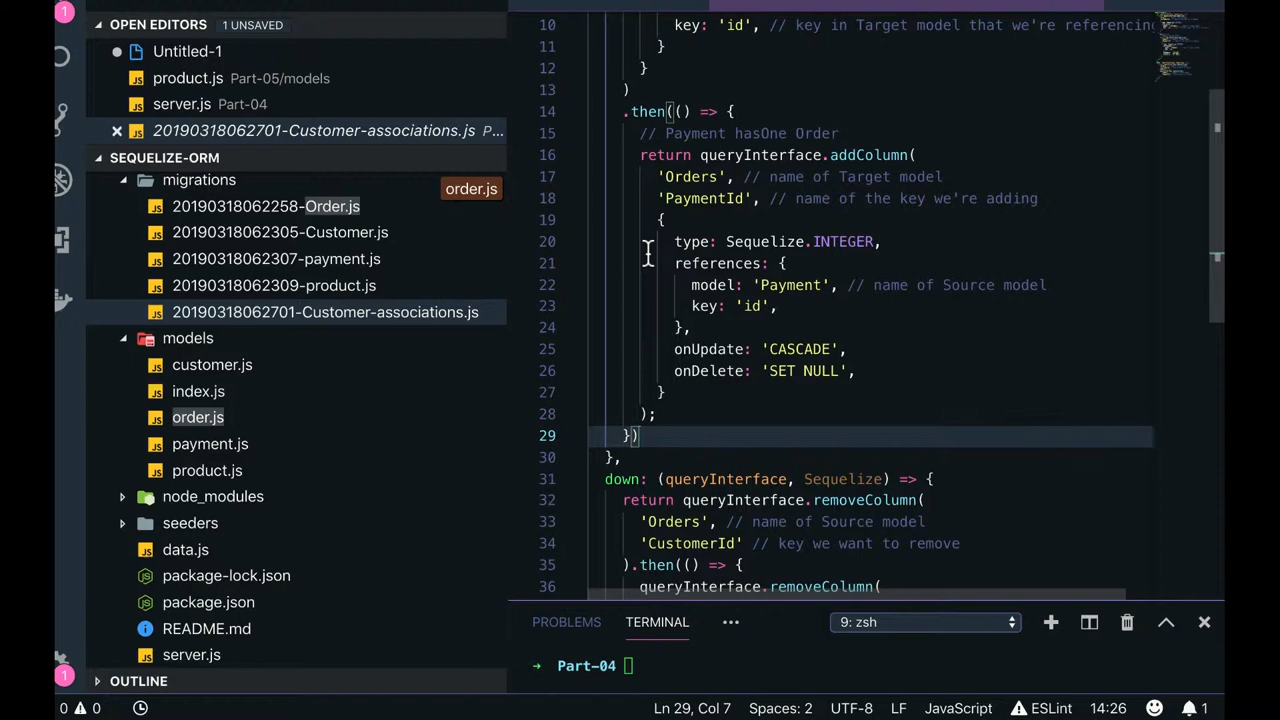 1
OPEN EDITORS 1 UNSAVED
Untitled-1
product.js Part-05/models
server.js Part-04
20190318062701-Customer-associations.js P...
SEQUELIZE-ORM
migrations
order.js
20190318062258-Order.js
20190318062305-Customer.js
20190318062307-payment.js
20190318062309-product.js
20190318062701-Customer-associations.js
models
customer.js
index.js
order.js
payment.js
product.js
node_modules
seeders
data.js
package-lock.json
package.json
README.md
server.js
1
OUTLINE
10 key: 'id', // key in Target model that we're referencing
11 }
12 }
13 )
14 .then(() => {
15 // Payment hasOne Order
16 return queryInterface.addColumn(
17 'Orders', // name of Target model
18 'PaymentId', // name of the key we're adding
19 {
20 type: Sequelize.INTEGER,
21 references: {
22 model: 'Payment', // name of Source model
23 key: 'id',
24 },
25 onUpdate: 'CASCADE',
26 onDelete: 'SET NULL',
27 }
28 );
29 })
30 },
31 down: (queryInterface, Sequelize) => {
32 return queryInterface.removeColumn(
33 'Orders', // name of Source model
34 'CustomerId' // key we want to remove
35 ).then(() => {
36 queryInterface.removeColumn(
PROBLEMS TERMINAL ••• 9: zsh
→ Part-04
0 0 Ln 29, Col 7 Spaces: 2 UTF-8 LF JavaScript ESLint 14:26 1